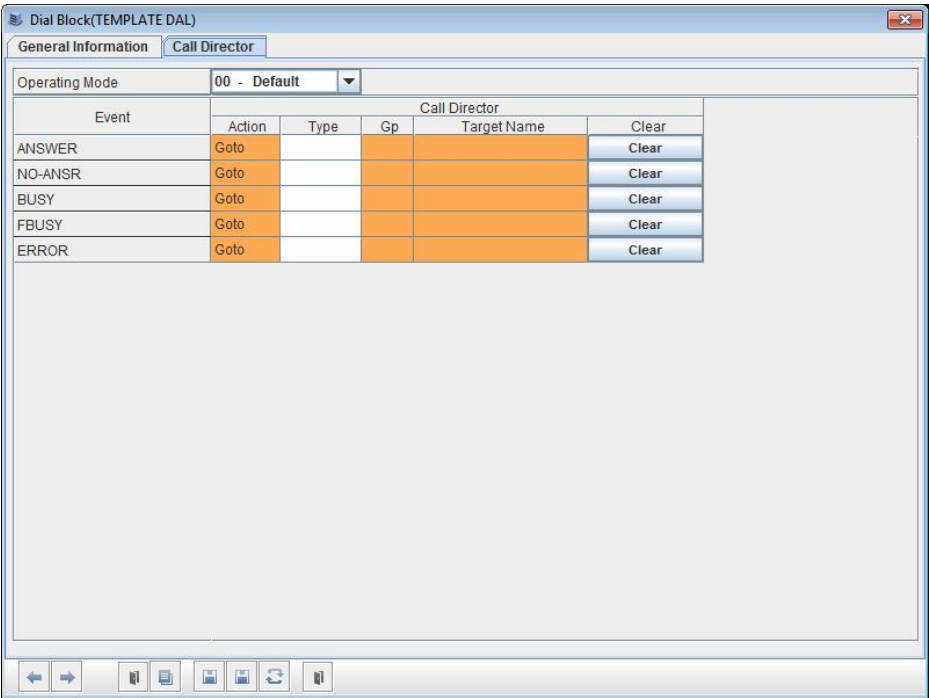 Dial Block(TEMPLATE DAL)
General Information Call Director
Operating Mode 00 - Default
Event Call Director
Action Type Gp Target Name Clear
ANSWER Goto Clear
NO-ANSR Goto Clear
BUSY Goto Clear
FBUSY Goto Clear
ERROR Goto Clear